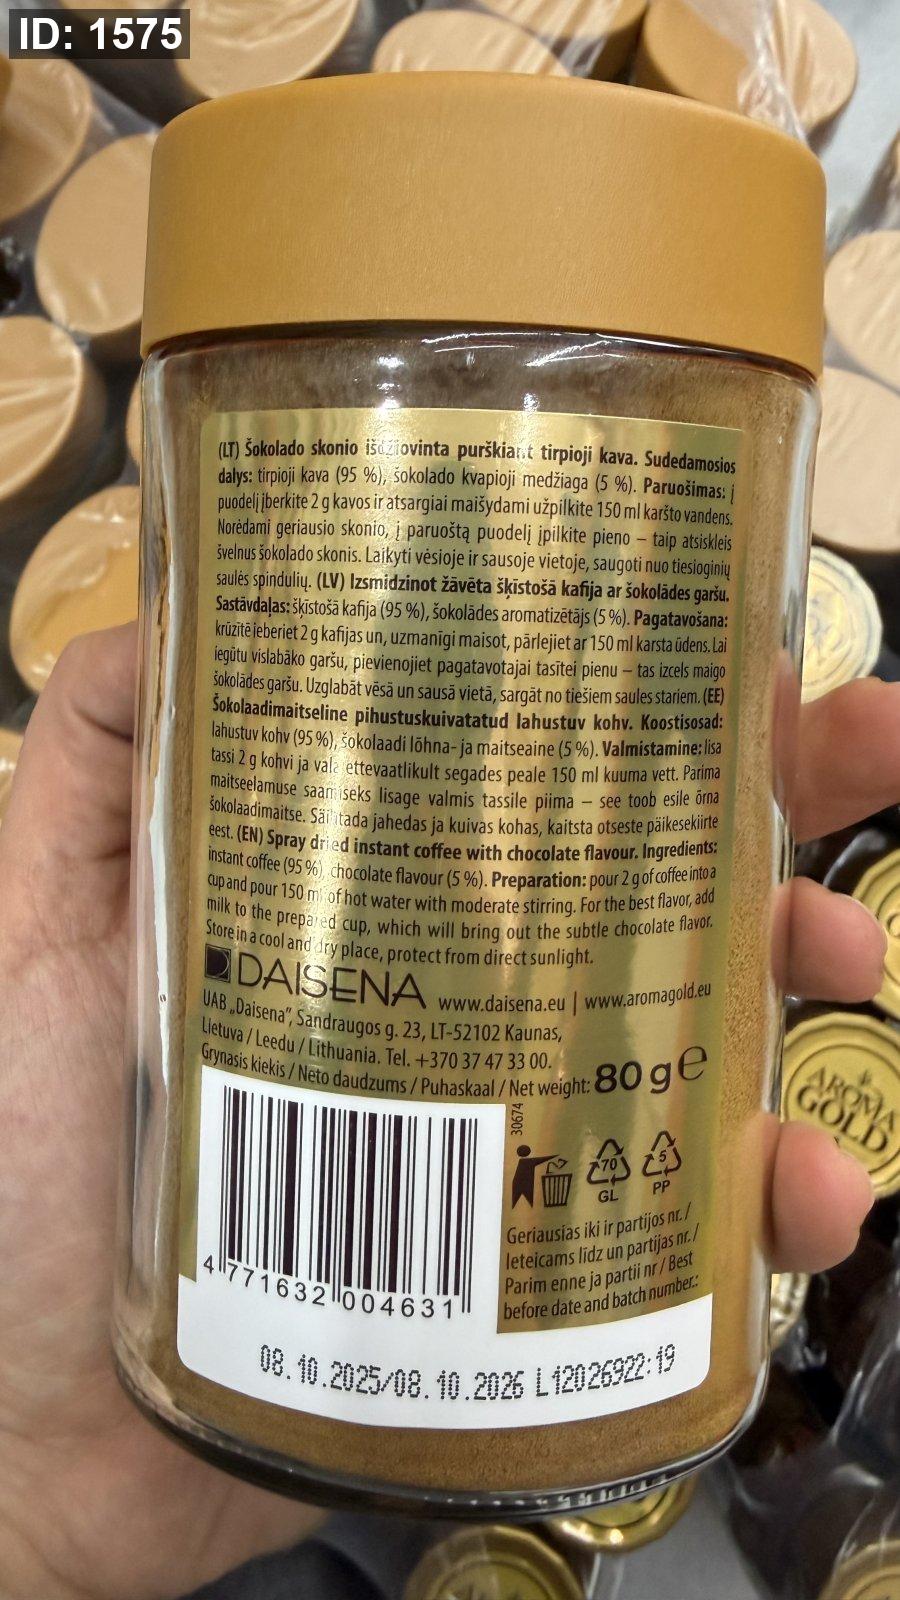 ID: 1575
(LT) Šokolado skonio išdžiovinta purškiant tirpioji kava. Sudedamosios
dalys: tirpioji kava (95 %), šokolado kvapioji medžiaga (5 %). Paruošimas: į
puodelį įberkite 2 g kavos ir atsargiai maišydami užpilkite 150 ml karšto vandens.
Norėdami geriausio skonio, į paruoštą puodelį įpilkite pieno – taip atsiskleis
švelnus šokolado skonis. Laikyti vėsioje ir sausoje vietoje, saugoti nuo tiesioginių
saulės spindulių. (LV) Izsmidzinot žāvēta šķīstošā kafija ar šokolādes garšu.
Sastāvdaļas: šķīstošā kafija (95 %), šokolādes aromatizētājs (5 %). Pagatavošana:
krūzītē ieberiet 2 g kafijas un, uzmanīgi maisot, pārlejiet ar 150 ml karsta ūdens. Lai
iegūtu vislabāko garšu, pievienojiet pagatavotajai tasītei pienu – tas izcels maigo
šokolādes garšu. Uzglabāt vēsā un sausā vietā, sargāt no tiešiem saules stariem. (EE)
Šokolaadimaitseline pihustuskuivatatud lahustuv kohv. Koostisosad:
lahustuv kohv (95 %), šokolaadi lõhna- ja maitseaine (5 %). Valmistamine: lisa
tassi 2 g kohvi ja vala ettevaatlikult segades peale 150 ml kuuma vett. Parima
maitseelamuse saamiseks lisage valmis tassile piima – see toob esile õrna
šokolaadimaitse. Säilitada jahedas ja kuivas kohas, kaitsta otseste päikesekiirte
eest. (EN) Spray dried instant coffee with chocolate flavour. Ingredients:
instant coffee (95 %), chocolate flavour (5 %). Preparation: pour 2 g of coffee into a
cup and pour 150 ml of hot water with moderate stirring. For the best flavor, add
milk to the prepared cup, which will bring out the subtle chocolate flavor.
Store in a cool and dry place, protect from direct sunlight.
DAISENA www.daisena.eu | www.aromagold.eu
UAB „Daisena”, Sandraugos g. 23, LT-52102 Kaunas,
Lietuva / Leedu / Lithuania. Tel. +370 37 47 33 00.
Grynasis kiekis / Neto daudzums / Puhaskaal / Net weight: 80 g e
30674
70
GL
5
PP
Geriausias iki ir partijos nr. /
Ieteicams līdz un partijas nr. /
Parim enne ja partii nr / Best
before date and batch number.:
4 771632 004631
08.10.2025/08.10.2026 L12026922:19
AROMA
GOLD